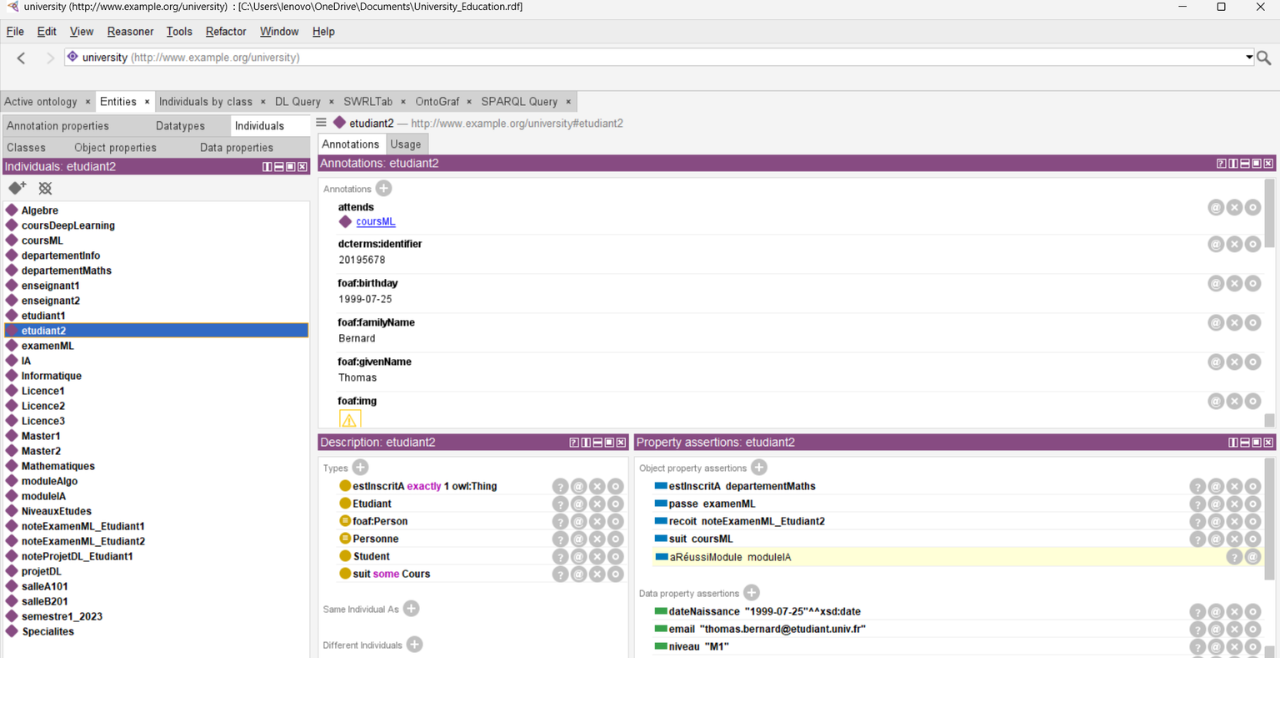 university (http://www.example.org/university) : [C:\Users\lenovo\OneDrive\Documents\University_Education.rdf]
File Edit View Reasoner Tools Refactor Window Help
university (http://www.example.org/university)
Active ontology × Entities × Individuals by class × DL Query × SWRLTab × OntoGraf × SPARQL Query ×
Annotation properties Datatypes Individuals
Classes Object properties Data properties
Individuals: etudiant2
Algebre
coursDeepLearning
coursML
departementInfo
departementMaths
enseignant1
enseignant2
etudiant1
etudiant2
examenML
IA
Informatique
Licence1
Licence2
Licence3
Master1
Master2
Mathematiques
moduleAlgo
moduleIA
NiveauxEtudes
noteExamenML_Etudiant1
noteExamenML_Etudiant2
noteProjetDL_Etudiant1
projetDL
salleA101
salleB201
semestre1_2023
Specialites
etudiant2 — http://www.example.org/university#etudiant2
Annotations Usage
Annotations: etudiant2
Annotations
attends
coursML
dcterms:identifier
20195678
foaf:birthday
1999-07-25
foaf:familyName
Bernard
foaf:givenName
Thomas
foaf:img
Description: etudiant2
Types
estInscritA exactly 1 owl:Thing
Etudiant
foaf:Person
Personne
Student
suit some Cours
Same Individual As
Different Individuals
Property assertions: etudiant2
Object property assertions
estInscritA departementMaths
passe examenML
recoit noteExamenML_Etudiant2
suit coursML
aRéussiModule moduleIA
Data property assertions
dateNaissance "1999-07-25"^^xsd:date
email "thomas.bernard@etudiant.univ.fr"
niveau "M1"